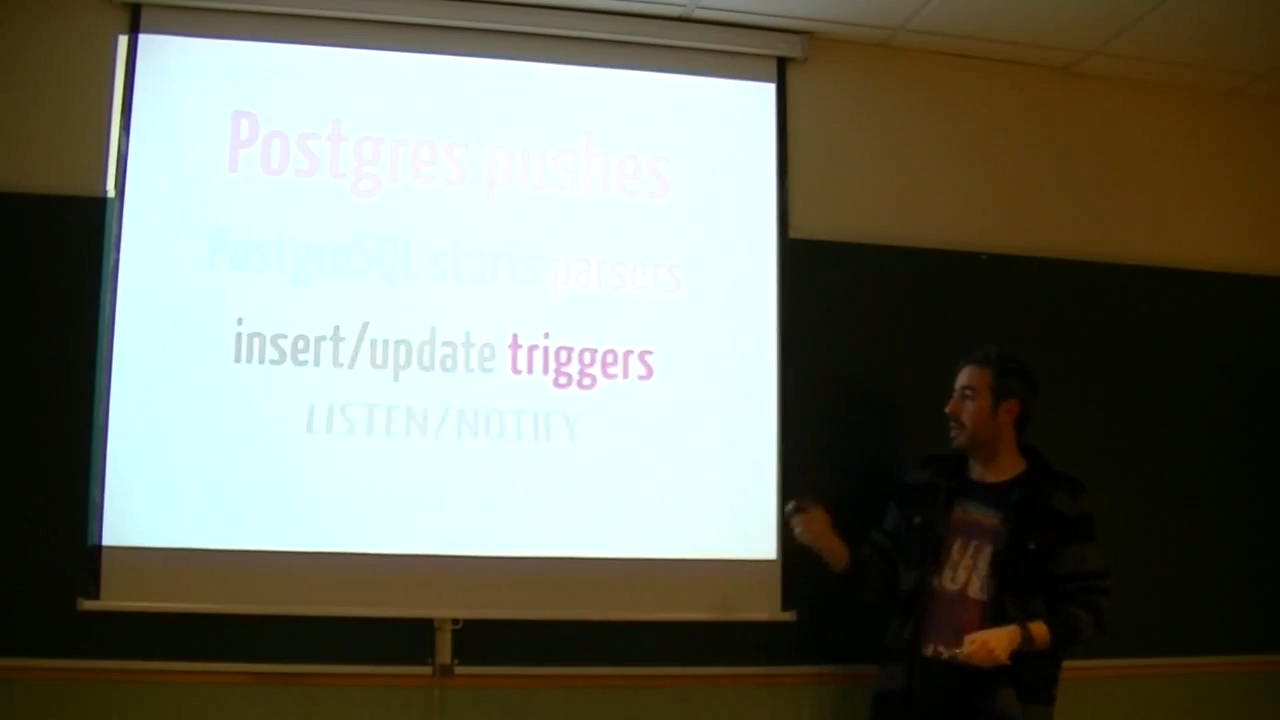 Postgres pushes
PostgreSQL starts parsers
insert/update triggers
LISTEN/NOTIFY